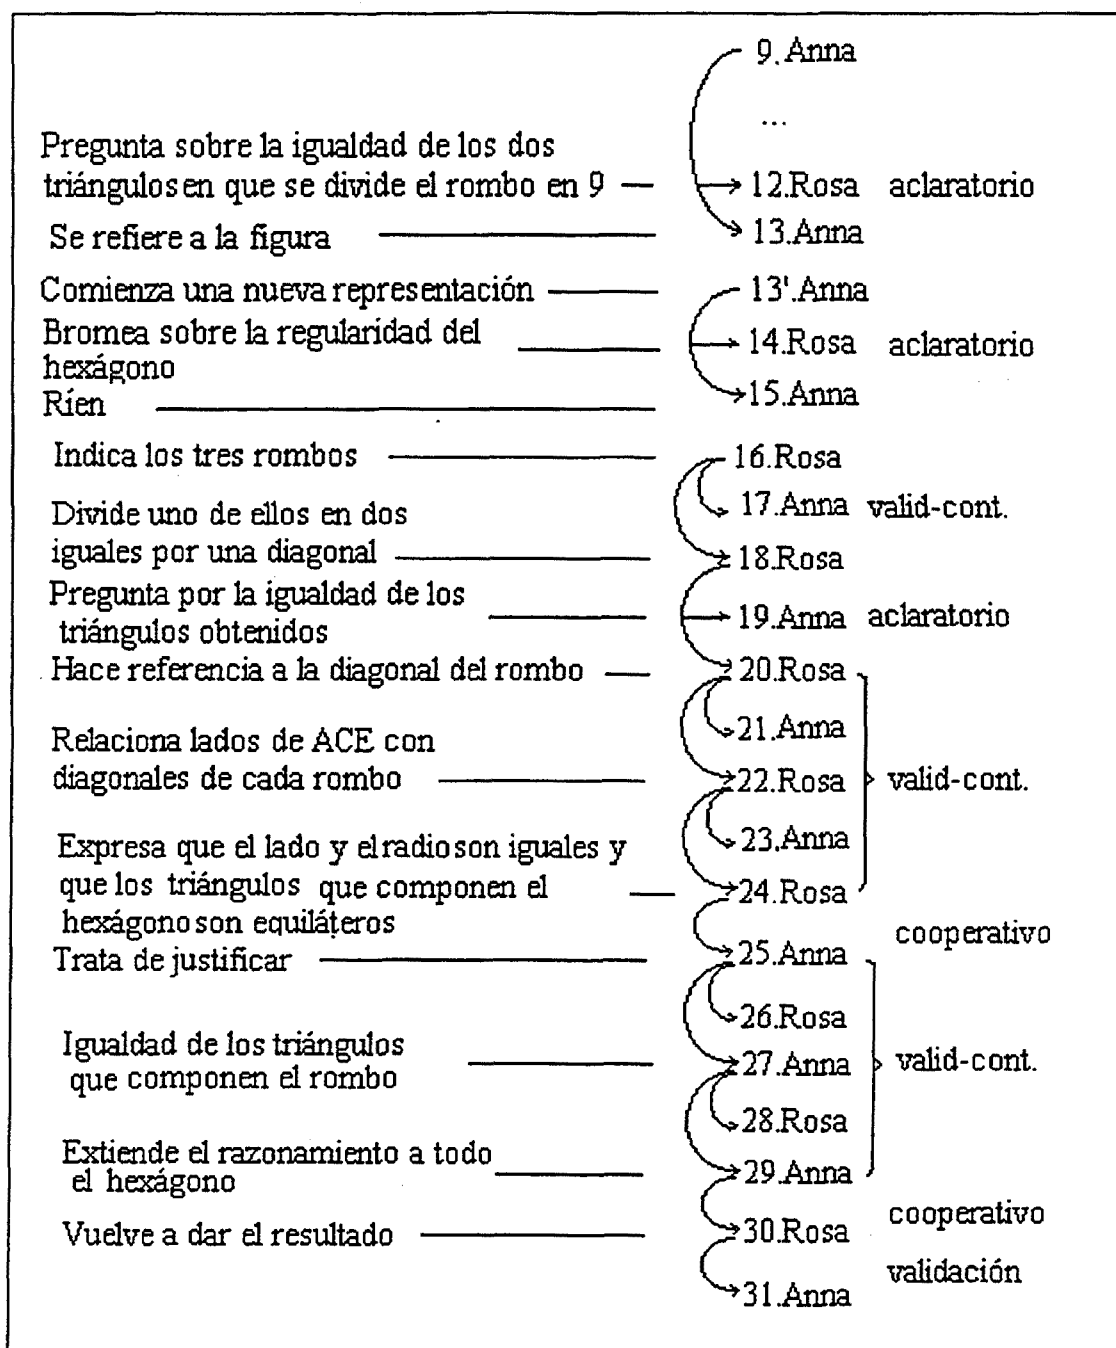 9. Anna
...
Pregunta sobre la igualdad de los dos
triángulos en que se divide el rombo en 9 12.Rosa aclaratorio
Se refiere a la figura 13.Anna
Comienza una nueva representación 13'.Anna
Bromea sobre la regularidad del
hexágono 14.Rosa aclaratorio
Ríen 15.Anna
Indica los tres rombos 16.Rosa
17.Anna valid-cont.
Divide uno de ellos en dos
iguales por una diagonal 18.Rosa
Pregunta por la igualdad de los
triángulos obtenidos 19.Anna aclaratorio
Hace referencia a la diagonal del rombo 20.Rosa
21.Anna
Relaciona lados de ACE con
diagonales de cada rombo 22.Rosa valid-cont.
23.Anna
Expresa que el lado y el radio son iguales y
que los triángulos que componen el 24.Rosa
hexágono son equiláteros
cooperativo
Trata de justificar 25.Anna
26.Rosa
Igualdad de los triángulos
que componen el rombo 27.Anna valid-cont.
28.Rosa
Extiende el razonamiento a todo
el hexágono 29.Anna
cooperativo
Vuelve a dar el resultado 30.Rosa
validación
31.Anna